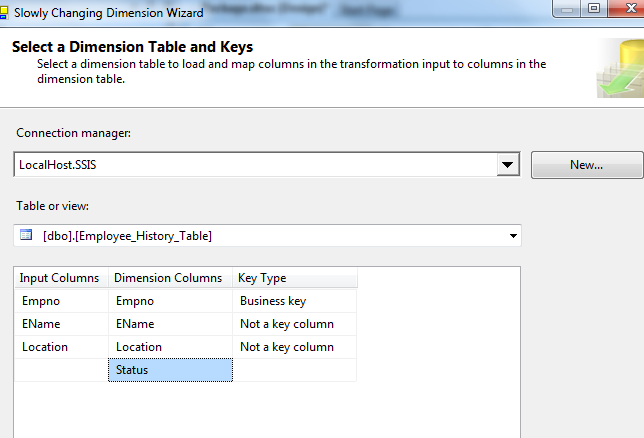 Slowly Changing Dimension Wizard
Select a Dimension Table and Keys
Select a dimension table to load and map columns in the transformation input to columns in the
dimension table.
Connection manager:
LocalHost.SSIS
New...
Table or view:
[dbo].[Employee_History_Table]
Input Columns Dimension Columns Key Type
Empno Empno Business key
EName EName Not a key column
Location Location Not a key column
Status